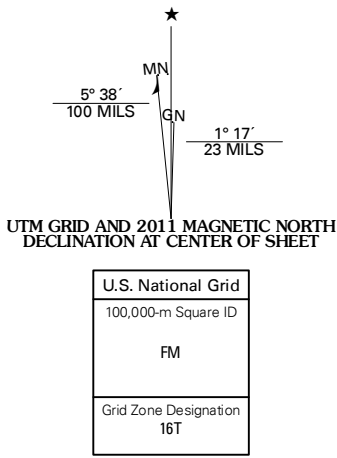 ★
MN
GN
5° 38´
100 MILS
1° 17´
23 MILS
UTM GRID AND 2011 MAGNETIC NORTH
DECLINATION AT CENTER OF SHEET
U.S. National Grid
100,000-m Square ID
FM
Grid Zone Designation
16T